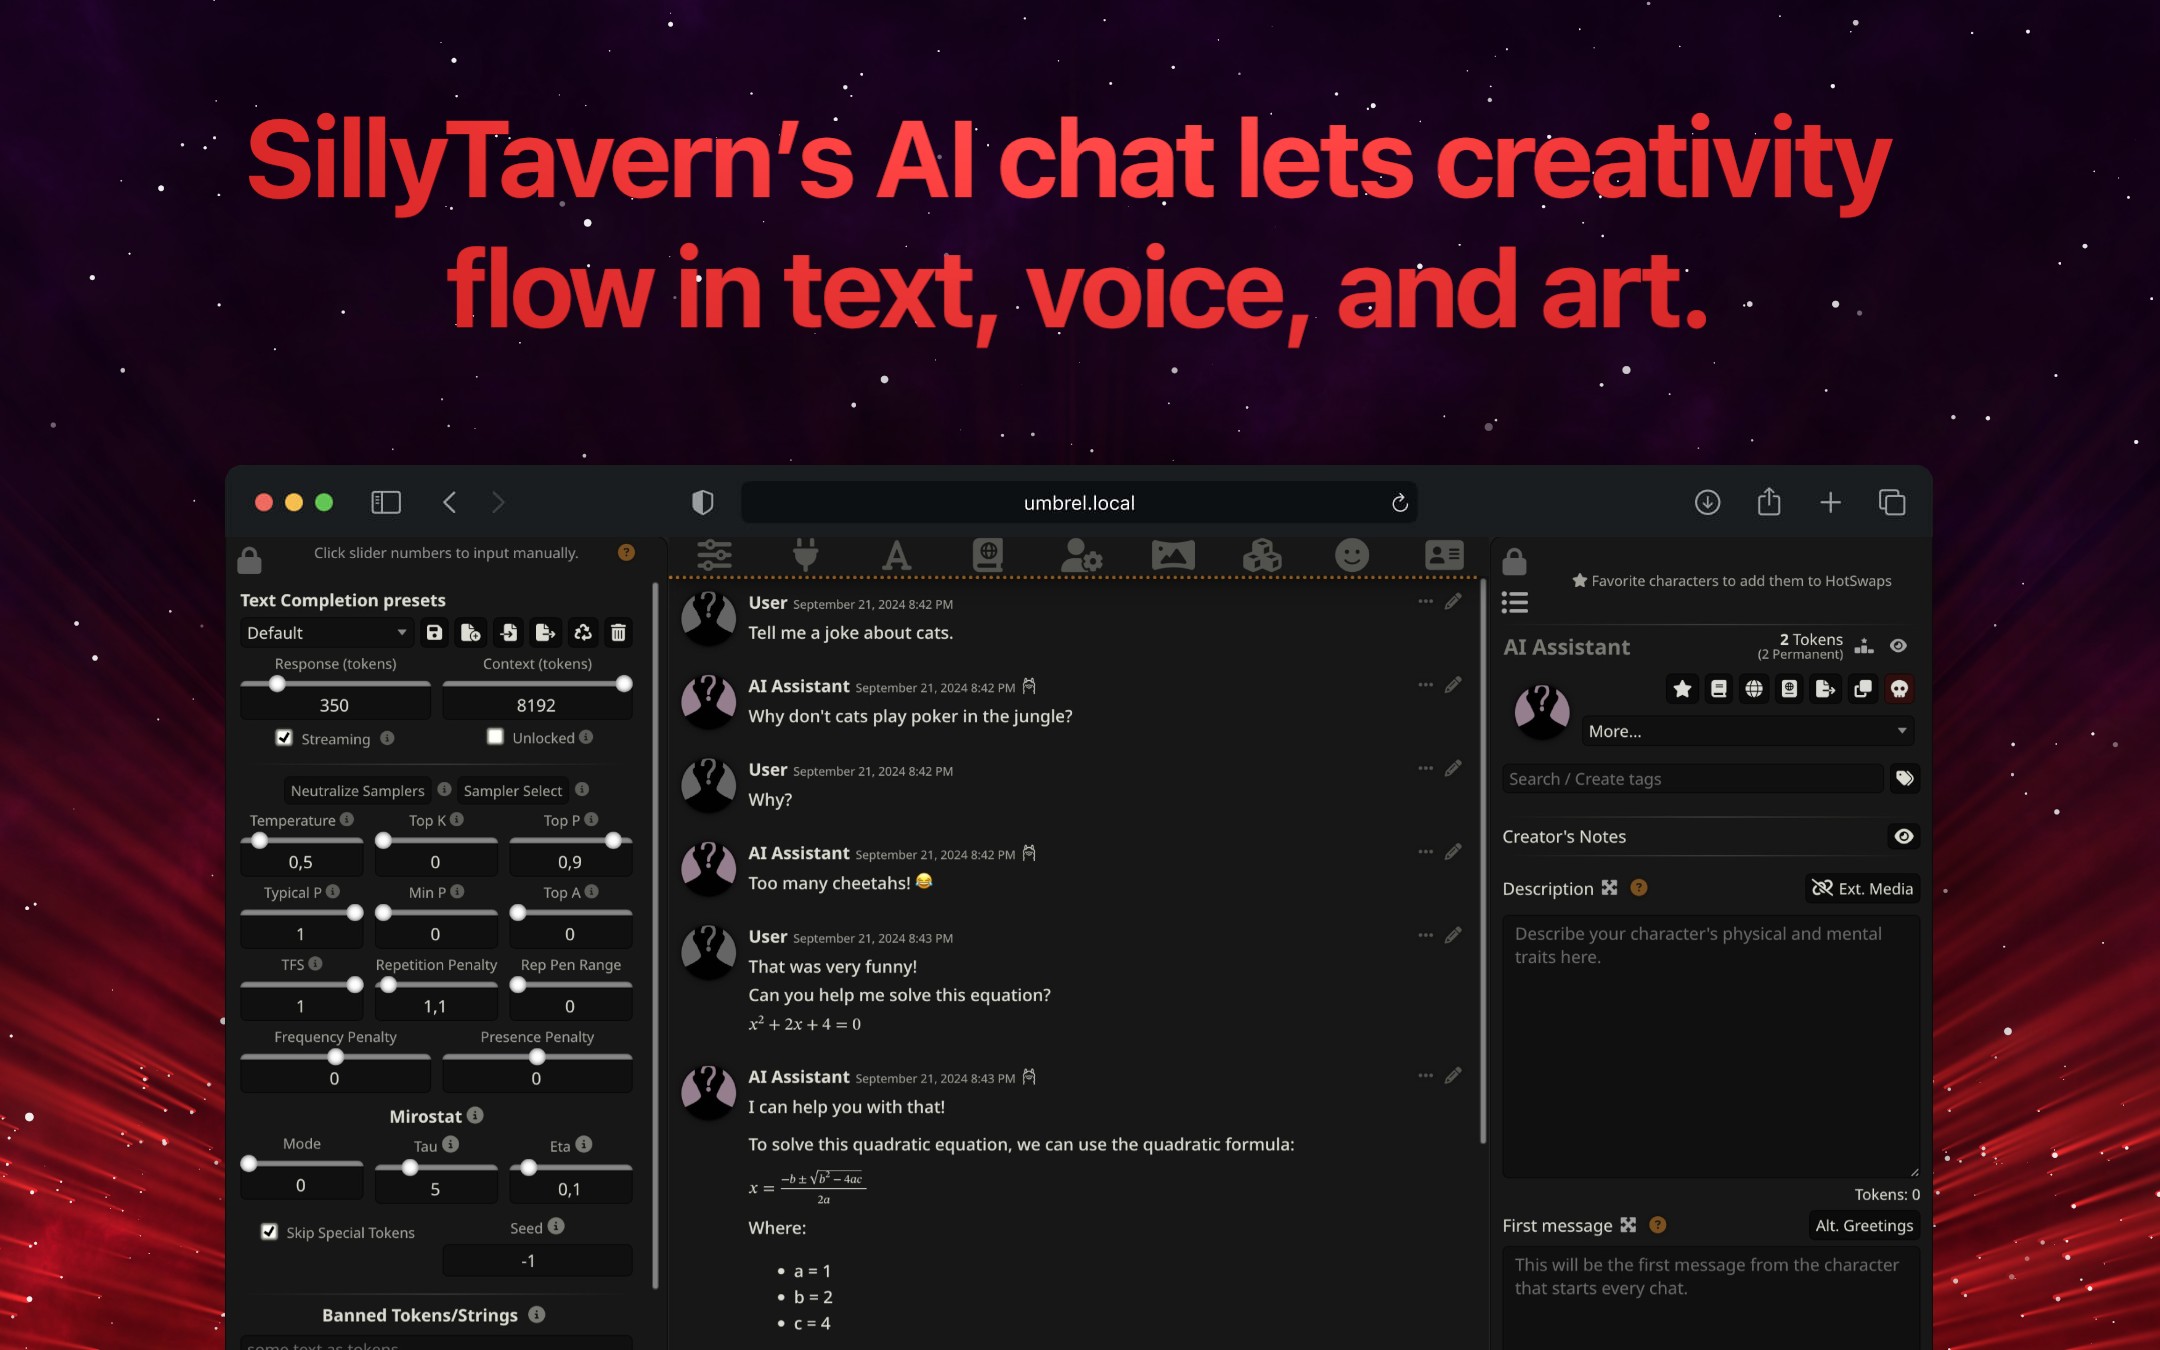 SillyTavern’s AI chat lets creativity
flow in text, voice, and art.
umbrel.local
Click slider numbers to input manually.
Text Completion presets
Default
Response (tokens)
Context (tokens)
350
8192
Streaming
Unlocked
Neutralize Samplers
Sampler Select
Temperature
Top K
Top P
0,5
0
0,9
Typical P
Min P
Top A
1
0
0
TFS
Repetition Penalty
Rep Pen Range
1
1,1
0
Frequency Penalty
Presence Penalty
0
0
Mirostat
Mode
Tau
Eta
0
5
0,1
Skip Special Tokens
Seed
-1
Banned Tokens/Strings
some text as tokens
User September 21, 2024 8:42 PM
Tell me a joke about cats.
AI Assistant September 21, 2024 8:42 PM
Why don't cats play poker in the jungle?
User September 21, 2024 8:42 PM
Why?
AI Assistant September 21, 2024 8:42 PM
Too many cheetahs! 😂
User September 21, 2024 8:43 PM
That was very funny!
Can you help me solve this equation?
x² + 2x + 4 = 0
AI Assistant September 21, 2024 8:43 PM
I can help you with that!
To solve this quadratic equation, we can use the quadratic formula:
x = (−b ± √(b² − 4ac)) / 2a
Where:
• a = 1
• b = 2
• c = 4
Favorite characters to add them to HotSwaps
AI Assistant
2 Tokens
(2 Permanent)
More...
Search / Create tags
Creator's Notes
Description
Ext. Media
Describe your character's physical and mental
traits here.
Tokens: 0
First message
Alt. Greetings
This will be the first message from the character
that starts every chat.